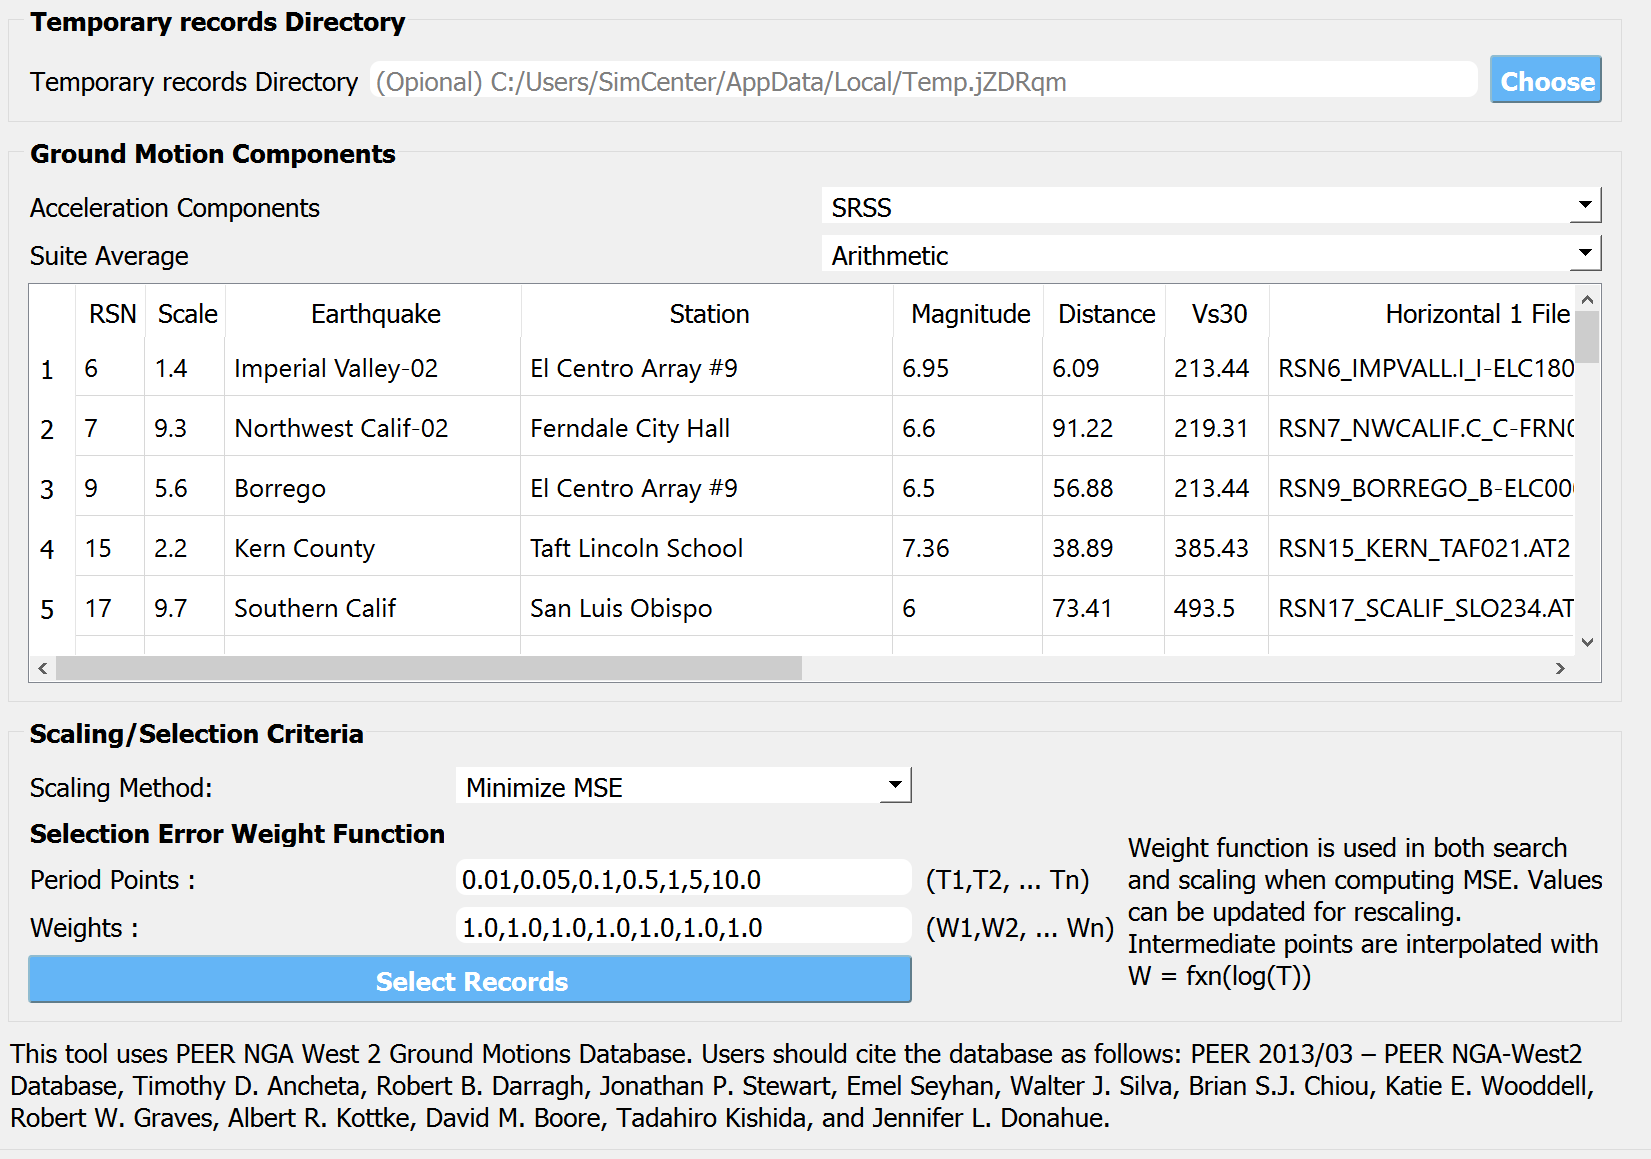 Temporary records Directory
Temporary records Directory (Opional) C:/Users/SimCenter/AppData/Local/Temp.jZDRqm Choose
Ground Motion Components
Acceleration Components SRSS
Suite Average Arithmetic
RSN Scale Earthquake Station Magnitude Distance Vs30 Horizontal 1 File
1 6 1.4 Imperial Valley-02 El Centro Array #9 6.95 6.09 213.44 RSN6_IMPVALL.I_I-ELC180
2 7 9.3 Northwest Calif-02 Ferndale City Hall 6.6 91.22 219.31 RSN7_NWCALIF.C_C-FRN0
3 9 5.6 Borrego El Centro Array #9 6.5 56.88 213.44 RSN9_BORREGO_B-ELC000
4 15 2.2 Kern County Taft Lincoln School 7.36 38.89 385.43 RSN15_KERN_TAF021.AT2
5 17 9.7 Southern Calif San Luis Obispo 6 73.41 493.5 RSN17_SCALIF_SLO234.AT
Scaling/Selection Criteria
Scaling Method: Minimize MSE
Selection Error Weight Function
Period Points : 0.01,0.05,0.1,0.5,1,5,10.0 (T1,T2, ... Tn)
Weights : 1.0,1.0,1.0,1.0,1.0,1.0,1.0 (W1,W2, ... Wn)
Select Records
Weight function is used in both search
and scaling when computing MSE. Values
can be updated for rescaling.
Intermediate points are interpolated with
W = fxn(log(T))
This tool uses PEER NGA West 2 Ground Motions Database. Users should cite the database as follows: PEER 2013/03 – PEER NGA-West2
Database, Timothy D. Ancheta, Robert B. Darragh, Jonathan P. Stewart, Emel Seyhan, Walter J. Silva, Brian S.J. Chiou, Katie E. Wooddell,
Robert W. Graves, Albert R. Kottke, David M. Boore, Tadahiro Kishida, and Jennifer L. Donahue.